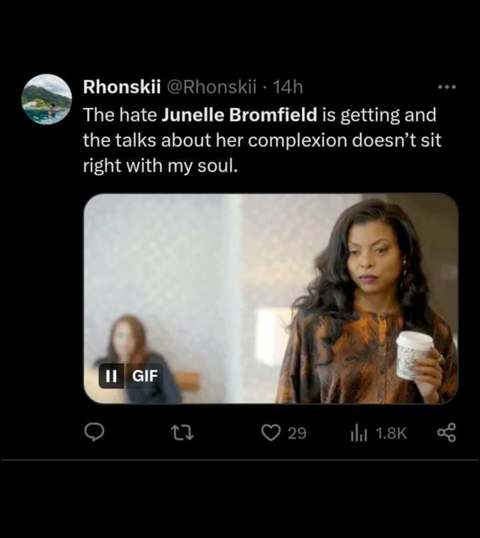 Rhonskii @Rhonskii · 14h
The hate Junelle Bromfield is getting and
the talks about her complexion doesn’t sit
right with my soul.
GIF
29 1.8K